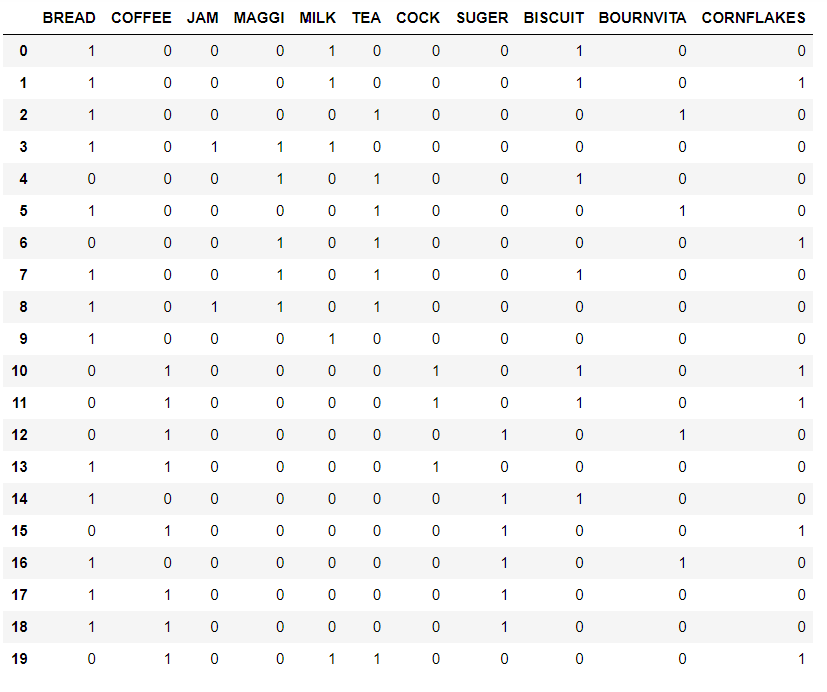 BREAD COFFEE JAM MAGGI MILK TEA COCK SUGER BISCUIT BOURNVITA CORNFLAKES
0 1 0 0 0 1 0 0 0 1 0 0
1 1 0 0 0 1 0 0 0 1 0 1
2 1 0 0 0 0 1 0 0 0 1 0
3 1 0 1 1 1 0 0 0 0 0 0
4 0 0 0 1 0 1 0 0 1 0 0
5 1 0 0 0 0 1 0 0 0 1 0
6 0 0 0 1 0 1 0 0 0 0 1
7 1 0 0 1 0 1 0 0 1 0 0
8 1 0 1 1 0 1 0 0 0 0 0
9 1 0 0 0 1 0 0 0 0 0 0
10 0 1 0 0 0 0 1 0 1 0 1
11 0 1 0 0 0 0 1 0 1 0 1
12 0 1 0 0 0 0 0 1 0 1 0
13 1 1 0 0 0 0 1 0 0 0 0
14 1 0 0 0 0 0 0 1 1 0 0
15 0 1 0 0 0 0 0 1 0 0 1
16 1 0 0 0 0 0 0 1 0 1 0
17 1 1 0 0 0 0 0 1 0 0 0
18 1 1 0 0 0 0 0 1 0 0 0
19 0 1 0 0 1 1 0 0 0 0 1